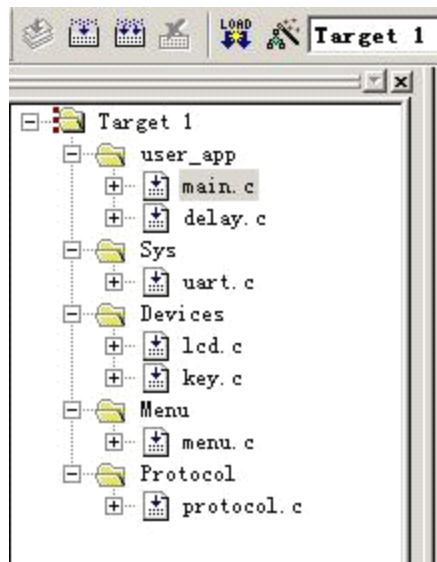 LOAD
Target 1
Target 1
user_app
main.c
delay.c
Sys
uart.c
Devices
lcd.c
key.c
Menu
menu.c
Protocol
protocol.c